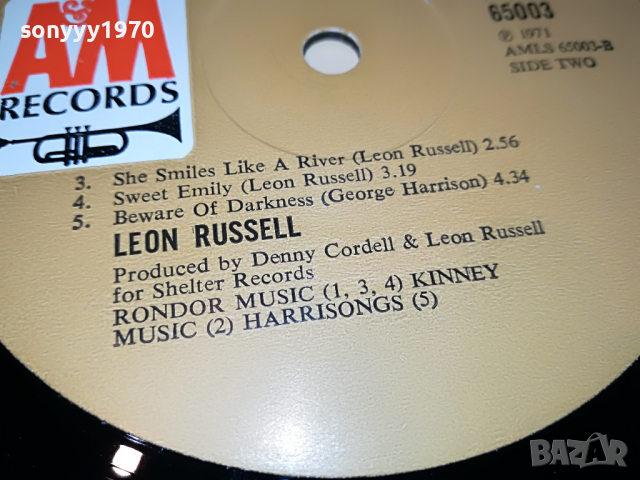 sonyyy1970
sonyyy1970
A&M
RECORDS
65003
℗ 1971
AMLS 65003-B
SIDE TWO
3. She Smiles Like A River (Leon Russell) 2.56
4. Sweet Emily (Leon Russell) 3.19
5. Beware Of Darkness (George Harrison) 4.34
LEON RUSSELL
Produced by Denny Cordell & Leon Russell
for Shelter Records
RONDOR MUSIC (1, 3, 4) KINNEY
MUSIC (2) HARRISONGS (5)
BAZAR